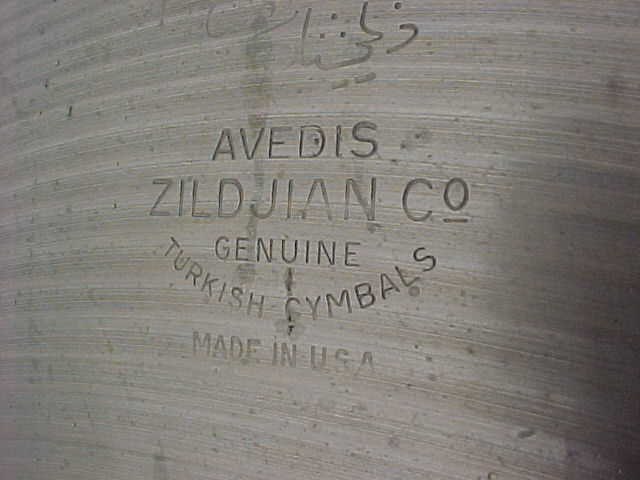 AVEDIS
ZILDJIAN Co
GENUINE
TURKISH CYMBALS
MADE IN U.S.A